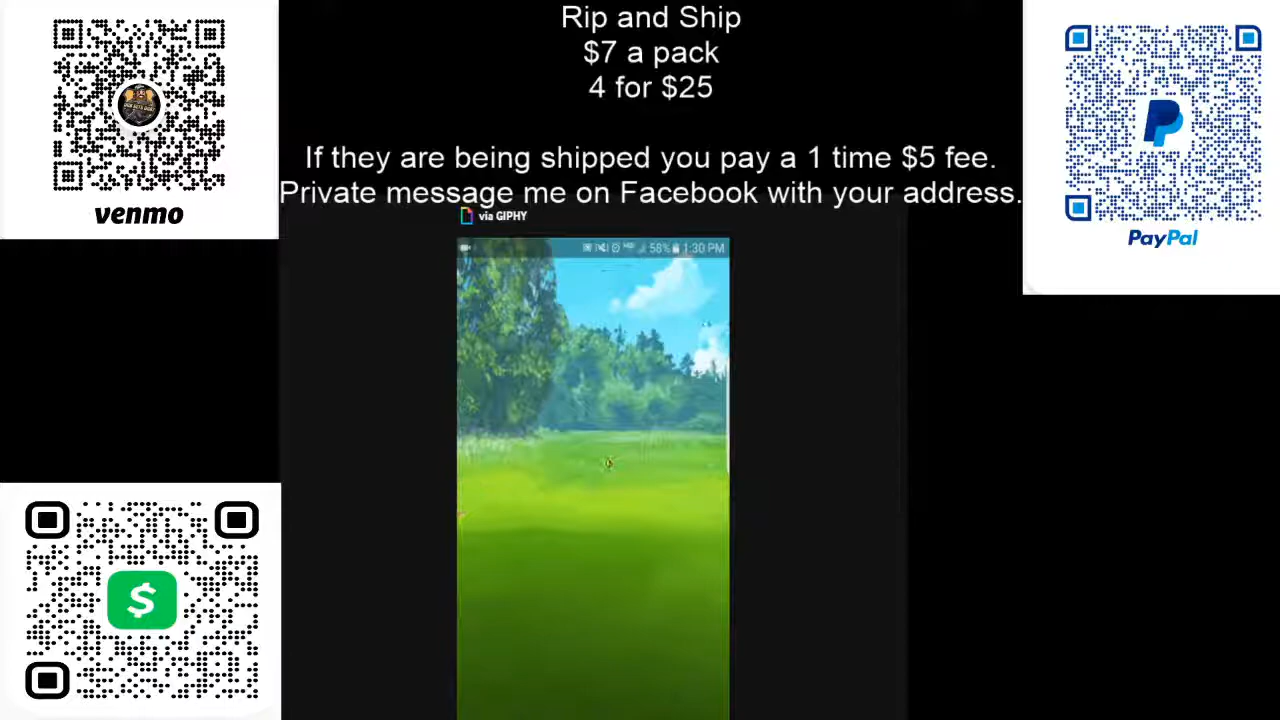 Rip and Ship
$7 a pack
4 for $25
If they are being shipped you pay a 1 time $5 fee.
Private message me on Facebook with your address.
venmo
PayPal
via GIPHY
58% 1:30 PM
$